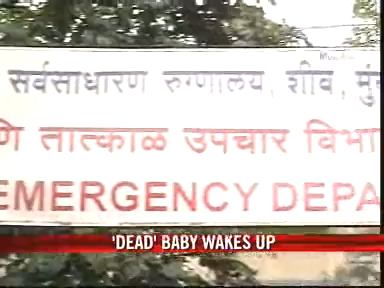 सर्वसाधारण रुग्णालय, शीव, मुं
णि तात्काळ उपचार विभा
EMERGENCY DEPA
'DEAD' BABY WAKES UP